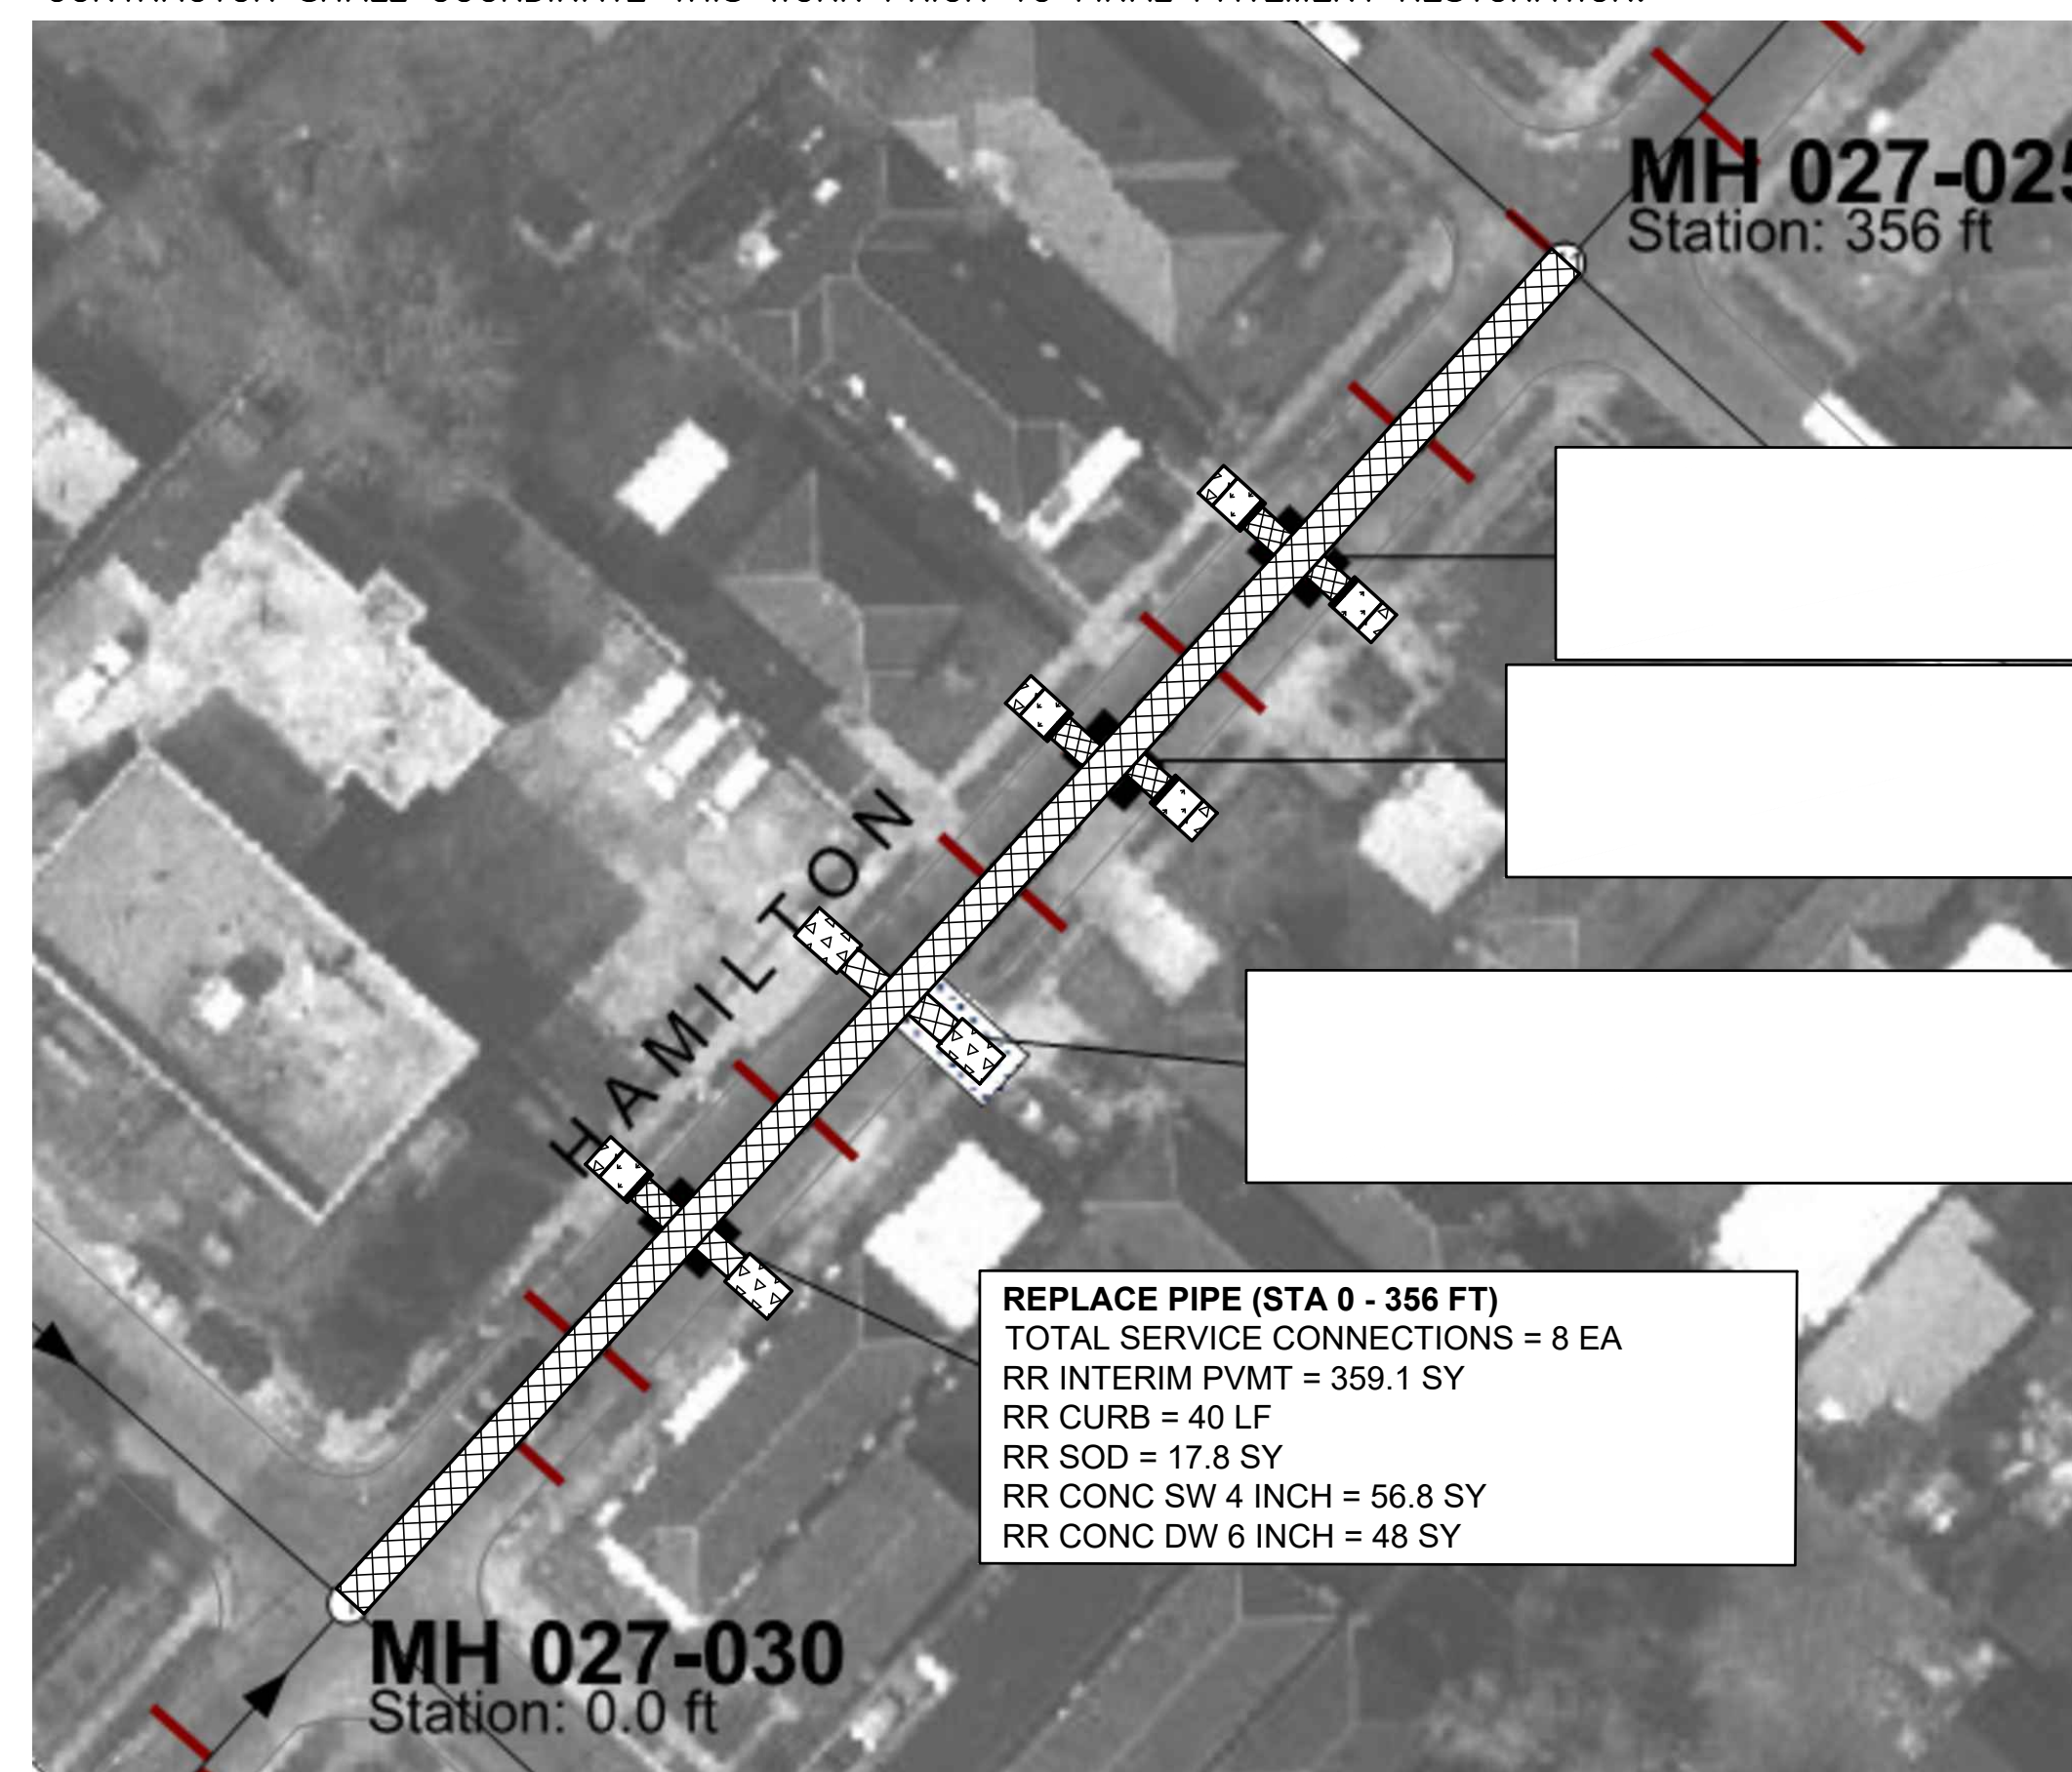 MH 027-025
Station: 356 ft
HAMILTON
REPLACE PIPE (STA 0 - 356 FT)
TOTAL SERVICE CONNECTIONS = 8 EA
RR INTERIM PVMT = 359.1 SY
RR CURB = 40 LF
RR SOD = 17.8 SY
RR CONC SW 4 INCH = 56.8 SY
RR CONC DW 6 INCH = 48 SY
MH 027-030
Station: 0.0 ft